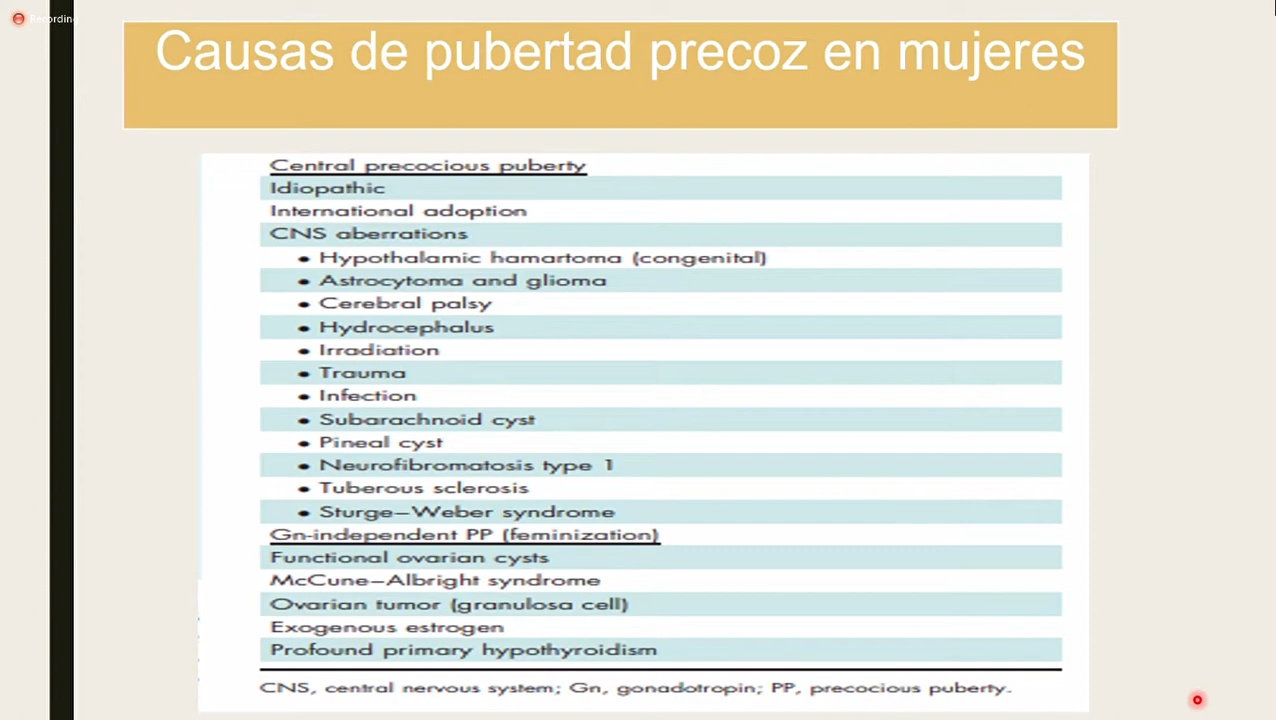 Recording
Causas de pubertad precoz en mujeres
Central precocious puberty
Idiopathic
International adoption
CNS aberrations
• Hypothalamic hamartoma (congenital)
• Astrocytoma and glioma
• Cerebral palsy
• Hydrocephalus
• Irradiation
• Trauma
• Infection
• Subarachnoid cyst
• Pineal cyst
• Neurofibromatosis type 1
• Tuberous sclerosis
• Sturge–Weber syndrome
Gn-independent PP (feminization)
Functional ovarian cysts
McCune–Albright syndrome
Ovarian tumor (granulosa cell)
Exogenous estrogen
Profound primary hypothyroidism
CNS, central nervous system; Gn, gonadotropin; PP, precocious puberty.